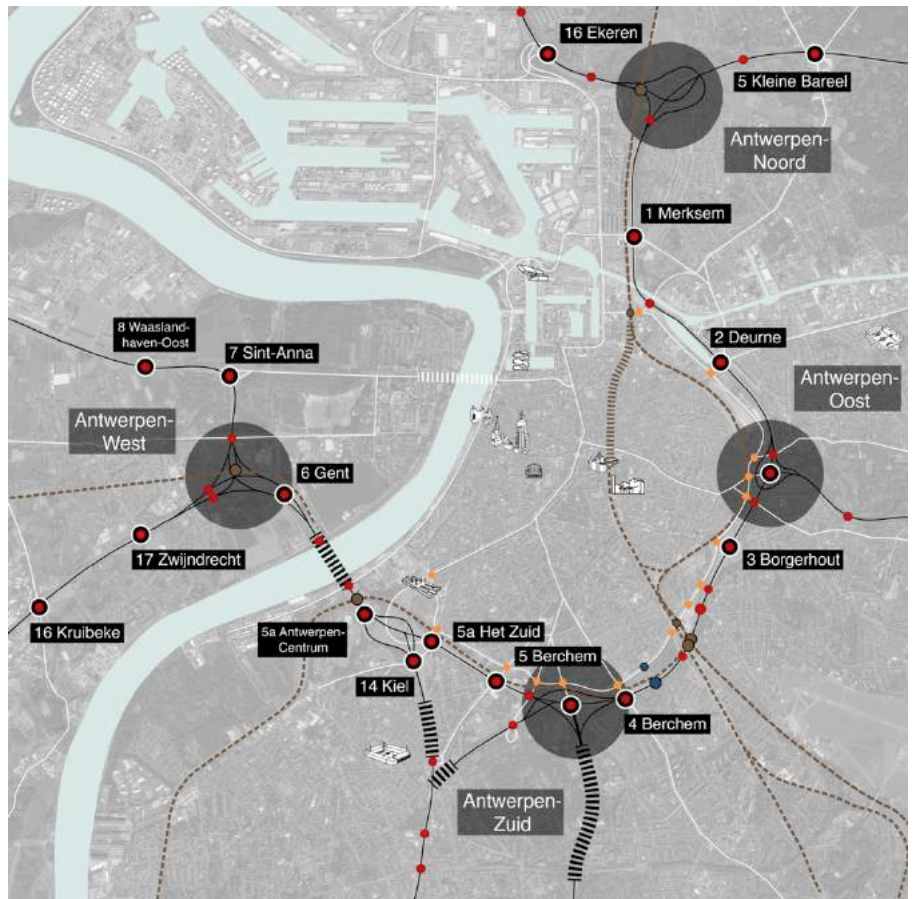 16 Ekeren
5 Kleine Bareel
Antwerpen-
Noord
1 Merksem
2 Deurne
8 Waasland-
haven-Oost
7 Sint-Anna
Antwerpen-
Oost
Antwerpen-
West
6 Gent
17 Zwijndrecht
3 Borgerhout
16 Kruibeke
5a Antwerpen-
Centrum
5a Het Zuid
5 Berchem
14 Kiel
4 Berchem
Antwerpen-
Zuid